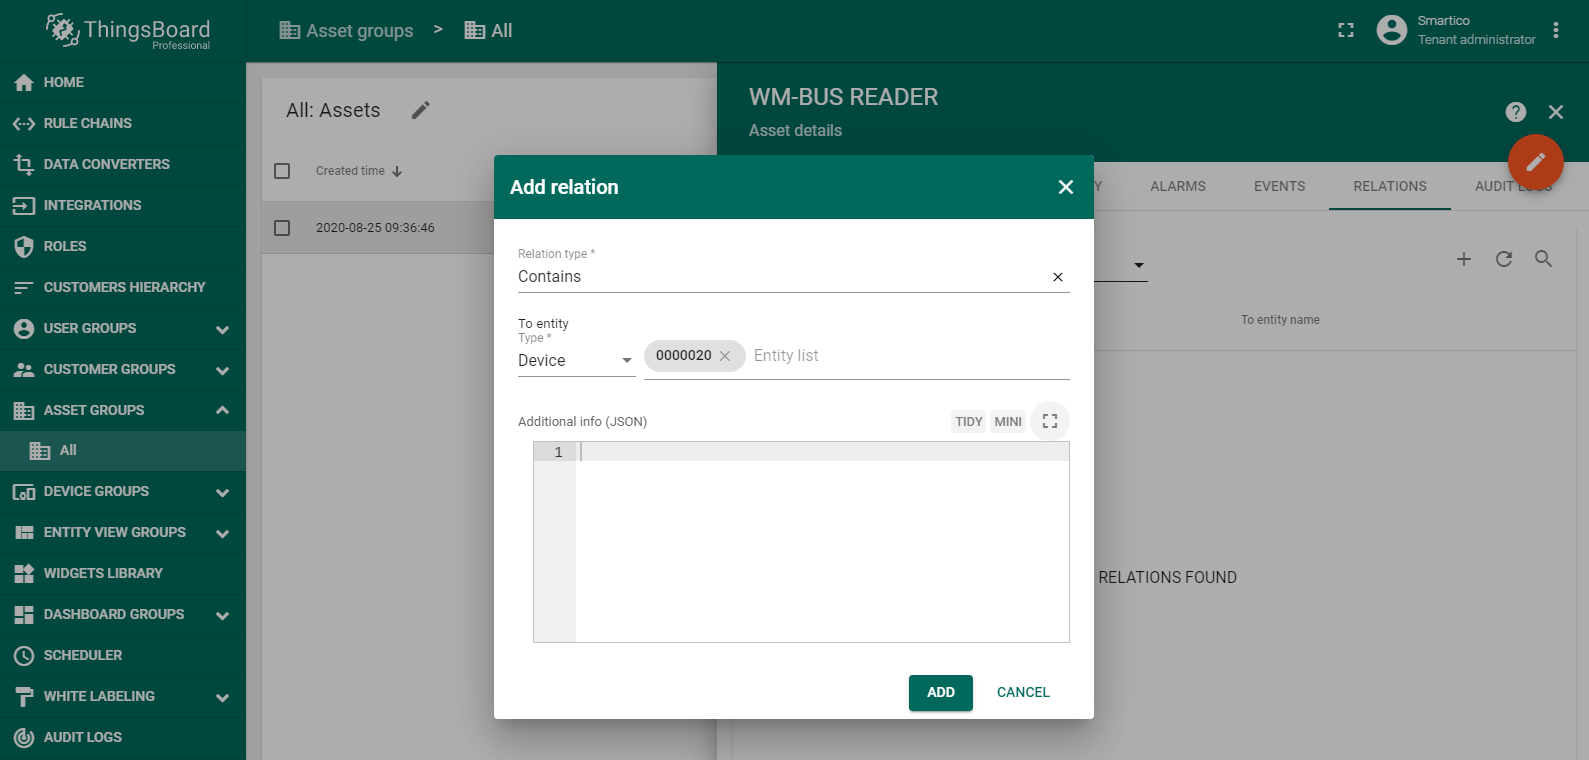 ThingsBoard
Professional
Asset groups > All
Smartico
Tenant administrator
HOME
RULE CHAINS
DATA CONVERTERS
INTEGRATIONS
ROLES
CUSTOMERS HIERARCHY
USER GROUPS
CUSTOMER GROUPS
ASSET GROUPS
All
DEVICE GROUPS
ENTITY VIEW GROUPS
WIDGETS LIBRARY
DASHBOARD GROUPS
SCHEDULER
WHITE LABELING
AUDIT LOGS
All: Assets
Created time
2020-08-25 09:36:46
WM-BUS READER
Asset details
Y ALARMS EVENTS RELATIONS AUDIT LOGS
To entity name
RELATIONS FOUND
Add relation
Relation type *
Contains
To entity
Type *
Device
0000020 Entity list
Additional info (JSON) TIDY MINI
1
ADD CANCEL